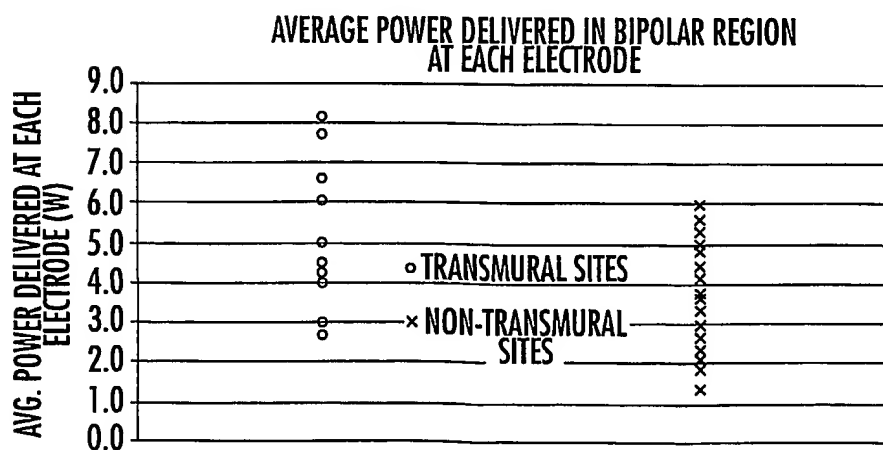 AVERAGE POWER DELIVERED IN BIPOLAR REGION
AT EACH ELECTRODE
AVG. POWER DELIVERED AT EACH
ELECTRODE (W)
9.0
8.0
7.0
6.0
5.0
4.0
3.0
2.0
1.0
0.0
TRANSMURAL SITES
NON-TRANSMURAL
SITES